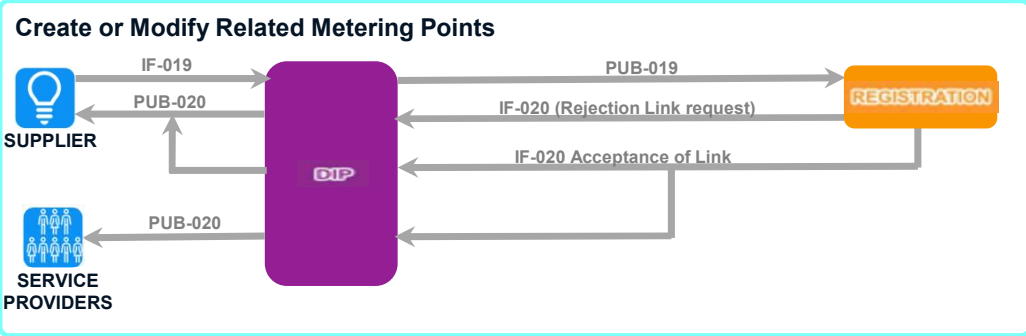 Create or Modify Related Metering Points
IF-019
PUB-019
REGISTRATION
PUB-020
IF-020 (Rejection Link request)
SUPPLIER
IF-020 Acceptance of Link
DIP
PUB-020
SERVICE
PROVIDERS